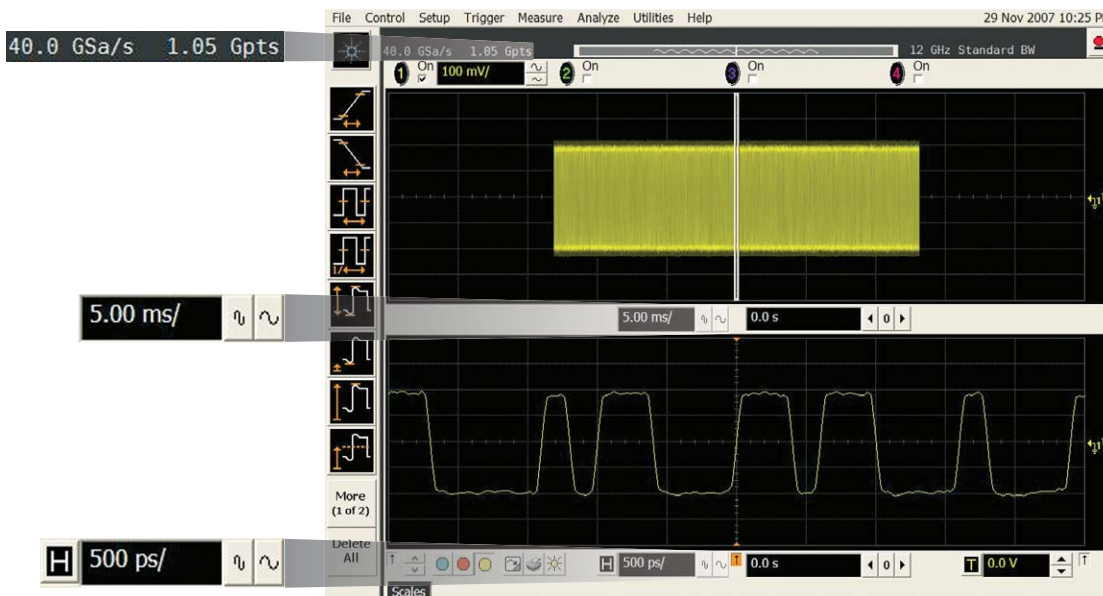 File Control Setup Trigger Measure Analyze Utilities Help 29 Nov 2007 10:25 P
40.0 GSa/s 1.05 Gpts
40.0 GSa/s 1.05 Gpts 12 GHz Standard BW
1 On 100 mV/ 2 On 3 On 4 On
1/
5.00 ms/
5.00 ms/ 0.0 s 0
More
(1 of 2)
Delete
All
H 500 ps/
H 500 ps/ 0.0 s 0 T 0.0 V
Scales